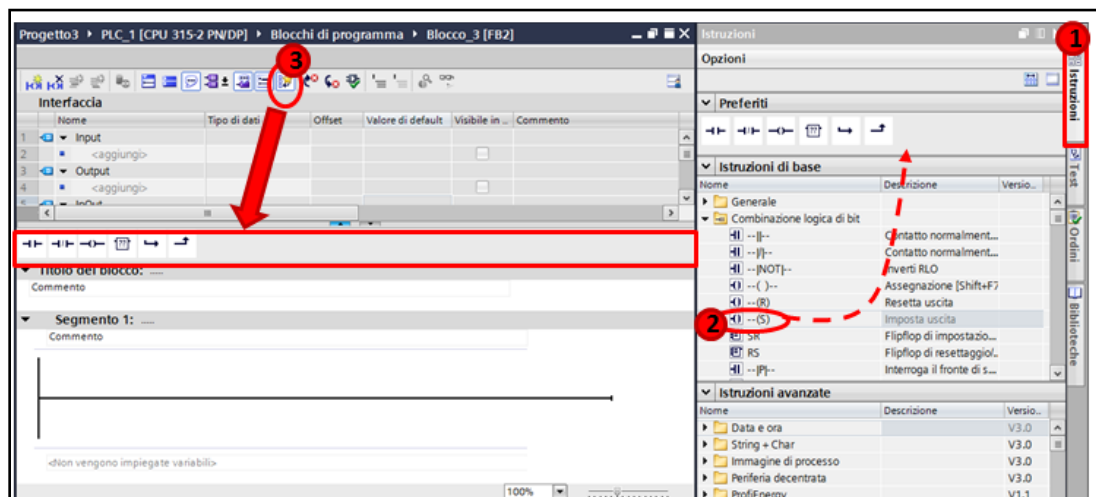 Progetto3 ▸ PLC_1 [CPU 315-2 PN/DP] ▸ Blocchi di programma ▸ Blocco_3 [FB2]
3
Interfaccia
Nome Tipo di dati Offset Valore di default Visibile in ... Commento
1 Input
2 <aggiungi>
3 Output
4 <aggiungi>
InOut
Titolo del blocco: .....
Commento
Segmento 1: .....
Commento
<Non vengono impiegate variabili>
100%
Istruzioni
1
Opzioni
Preferiti
Istruzioni di base
Nome Descrizione Versio...
Generale
Combinazione logica di bit
--||-- Contatto normalment...
--|/|-- Contatto normalment...
--|NOT|-- Inverti RLO
--( )-- Assegnazione [Shift+F7
--(R) Resetta uscita
2 --(S) Imposta uscita
SR Flipflop di impostazio...
RS Flipflop di resettaggio/..
--|P|-- Interroga il fronte di s...
Istruzioni avanzate
Nome Descrizione Versio...
Data e ora V3.0
String + Char V3.0
Immagine di processo V3.0
Periferia decentrata V3.0
ProfiEnergy V1.1
Istruzioni
Test
Ordini
Biblioteche